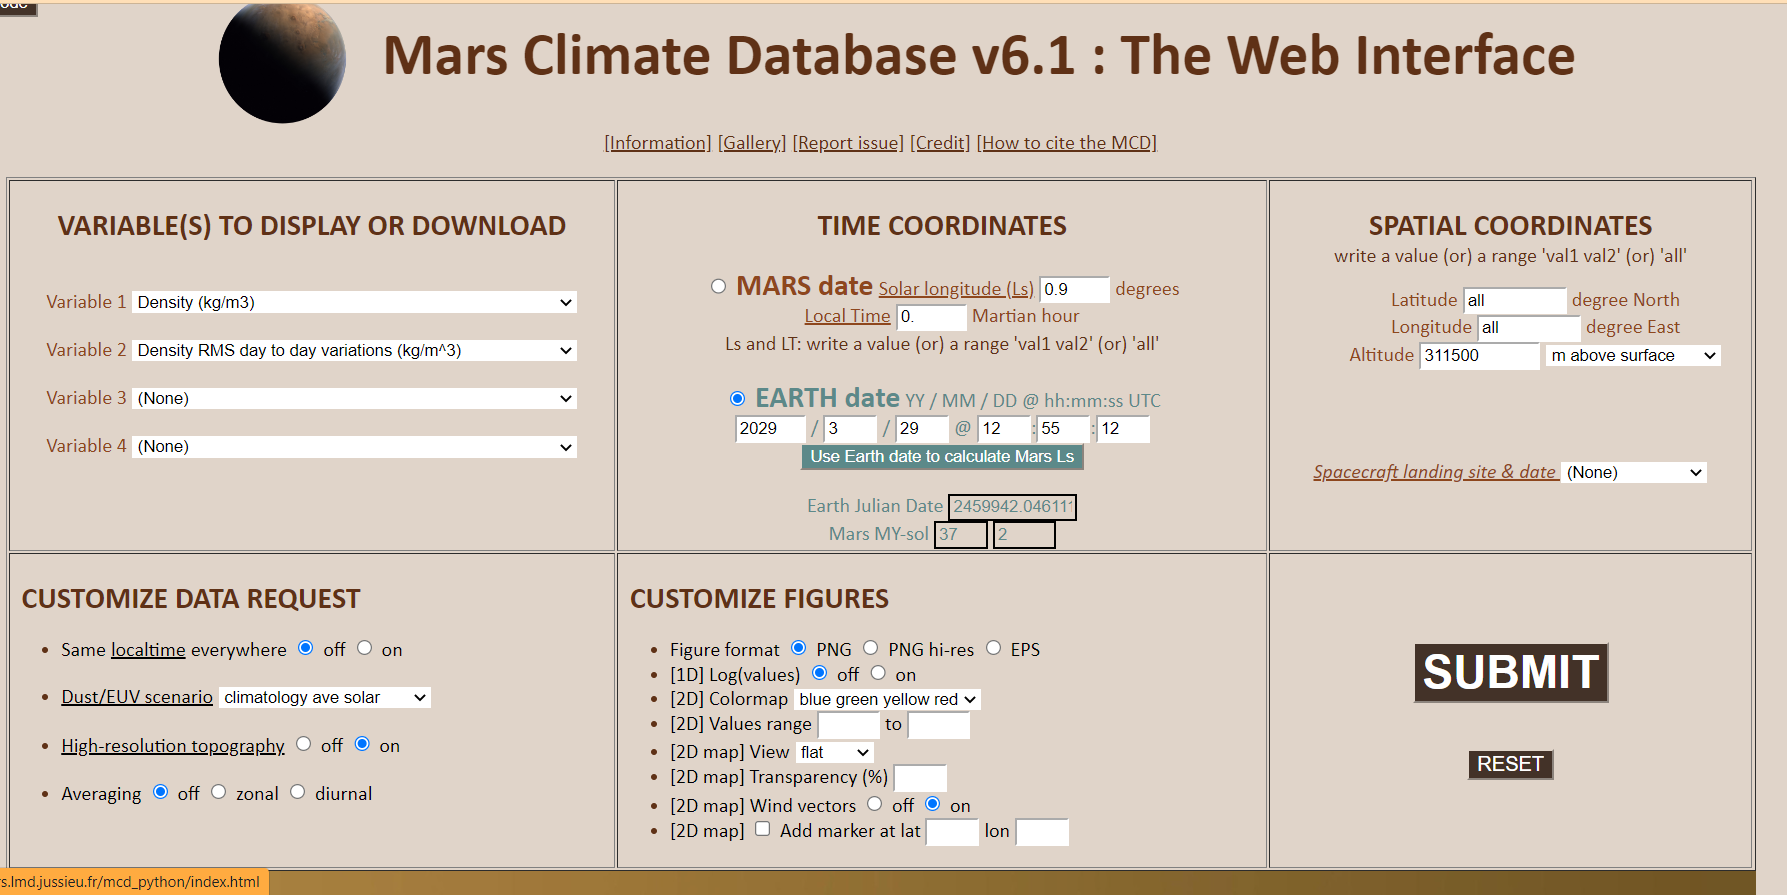 Mars Climate Database v6.1 : The Web Interface
[Information] [Gallery] [Report issue] [Credit] [How to cite the MCD]
VARIABLE(S) TO DISPLAY OR DOWNLOAD
Variable 1 Density (kg/m3)
Variable 2 Density RMS day to day variations (kg/m^3)
Variable 3 (None)
Variable 4 (None)
TIME COORDINATES
MARS date Solar longitude (Ls) 0.9 degrees
Local Time 0. Martian hour
Ls and LT: write a value (or) a range 'val1 val2' (or) 'all'
EARTH date YY / MM / DD @ hh:mm:ss UTC
2029 / 3 / 29 @ 12 : 55 : 12
Use Earth date to calculate Mars Ls
Earth Julian Date 2459942.046111
Mars MY-sol 37 2
SPATIAL COORDINATES
write a value (or) a range 'val1 val2' (or) 'all'
Latitude all degree North
Longitude all degree East
Altitude 311500 m above surface
Spacecraft landing site & date (None)
CUSTOMIZE DATA REQUEST
• Same localtime everywhere off on
• Dust/EUV scenario climatology ave solar
• High-resolution topography off on
• Averaging off zonal diurnal
CUSTOMIZE FIGURES
• Figure format PNG PNG hi-res EPS
• [1D] Log(values) off on
• [2D] Colormap blue green yellow red
• [2D] Values range to
• [2D map] View flat
• [2D map] Transparency (%)
• [2D map] Wind vectors off on
• [2D map] Add marker at lat lon
SUBMIT
RESET
s.lmd.jussieu.fr/mcd_python/index.html